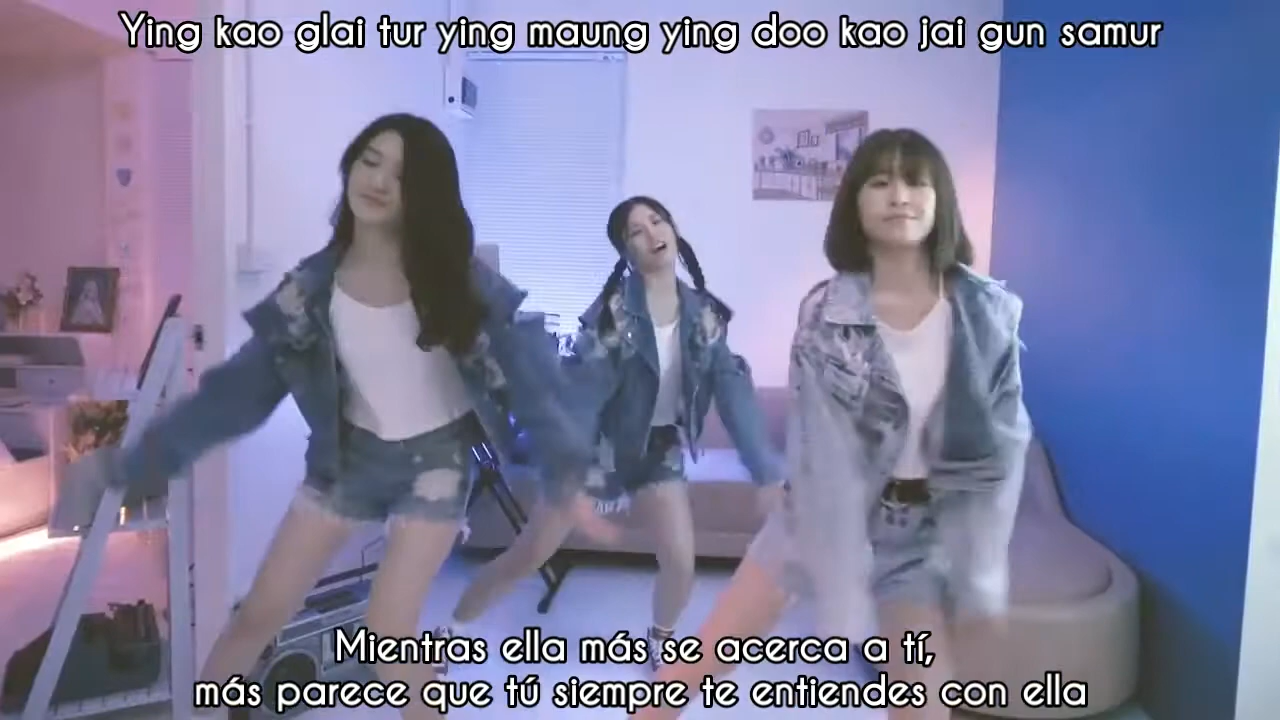 Ying kao glai tur ying maung ying doo kao jai gun samur
Mientras ella más se acerca a tí,
más parece que tú siempre te entiendes con ella